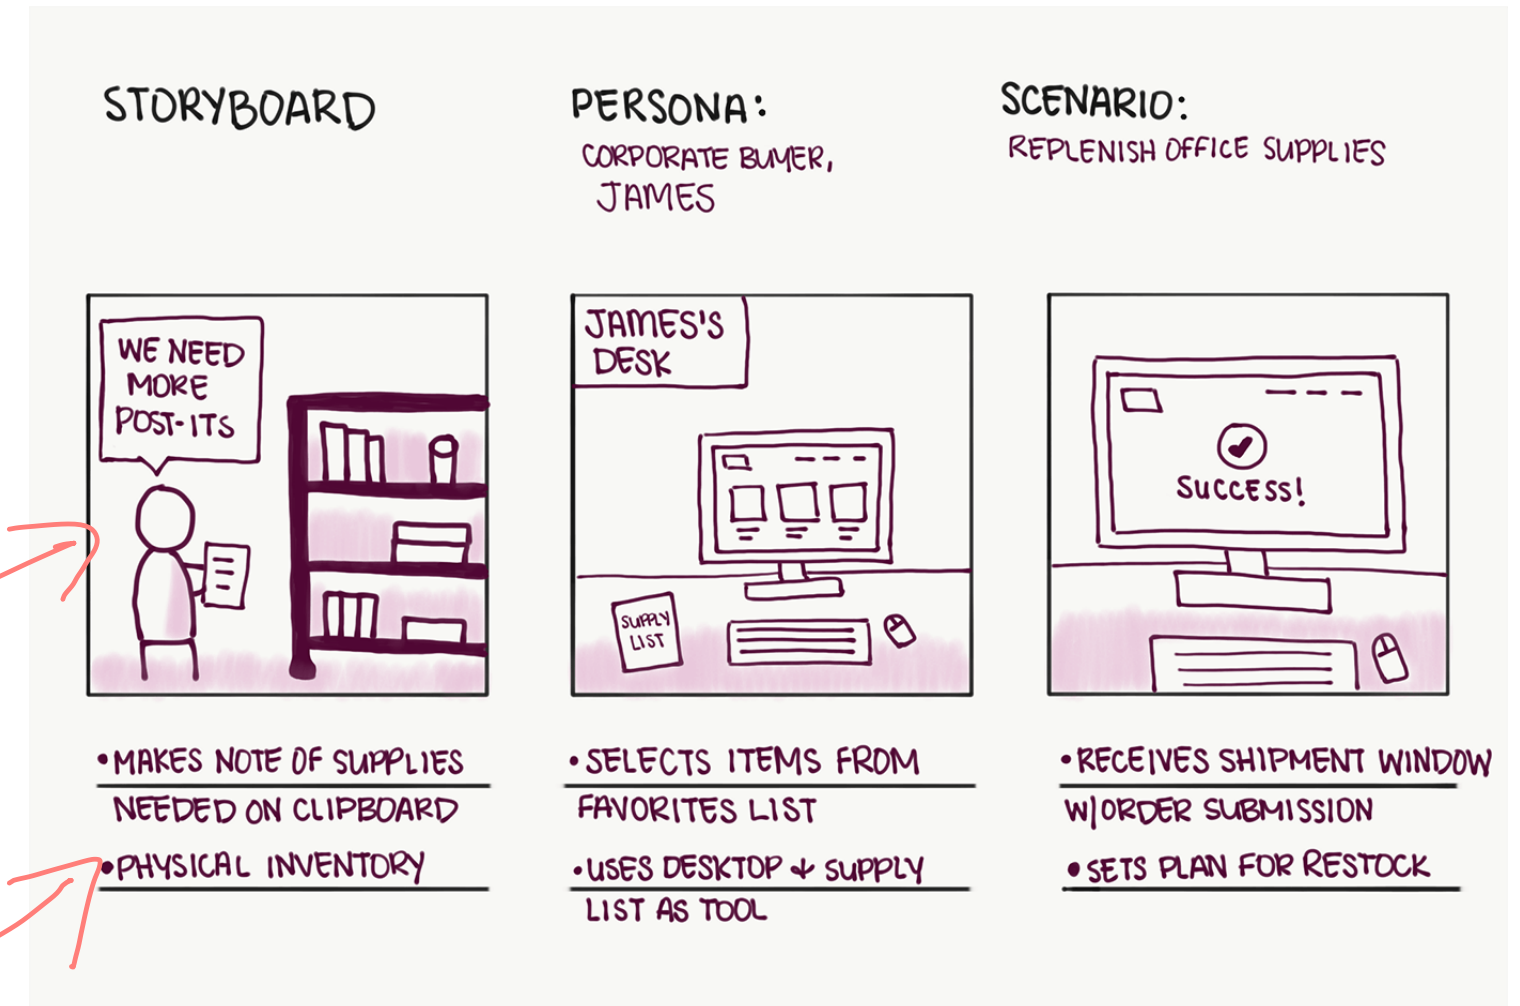 STORYBOARD
PERSONA:
CORPORATE BUYER,
JAMES
SCENARIO:
REPLENISH OFFICE SUPPLIES
WE NEED
MORE
POST-ITS
JAMES'S
DESK
SUPPLY
LIST
SUCCESS!
• MAKES NOTE OF SUPPLIES
NEEDED ON CLIPBOARD
• PHYSICAL INVENTORY
• SELECTS ITEMS FROM
FAVORITES LIST
• USES DESKTOP & SUPPLY
LIST AS TOOL
• RECEIVES SHIPMENT WINDOW
W/ORDER SUBMISSION
• SETS PLAN FOR RESTOCK